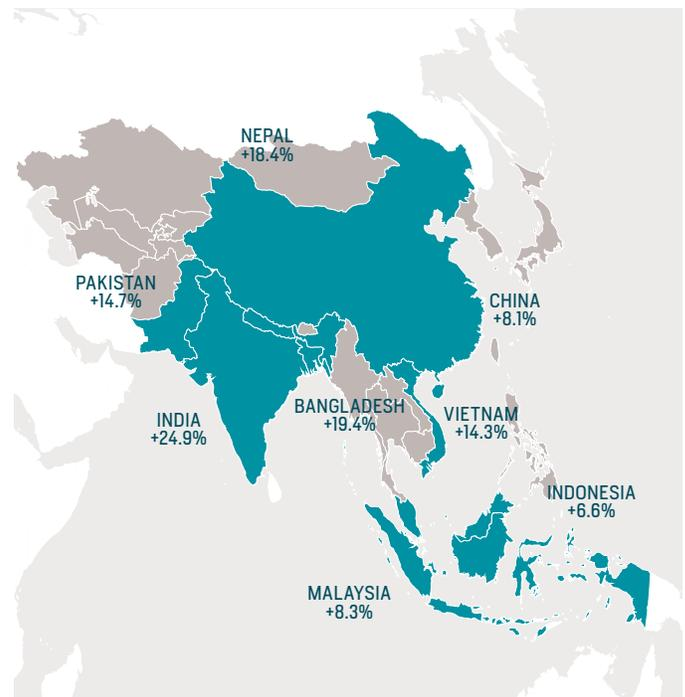 NEPAL
+18.4%
PAKISTAN
+14.7%
CHINA
+8.1%
BANGLADESH
+19.4%
VIETNAM
+14.3%
INDIA
+24.9%
INDONESIA
+6.6%
MALAYSIA
+8.3%